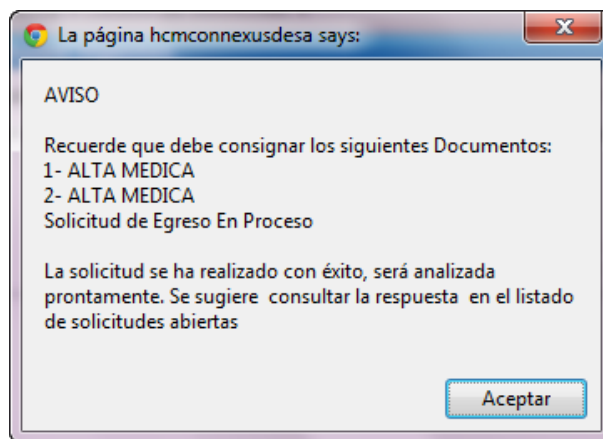 La página hcmconnexusdesa says:
AVISO
Recuerde que debe consignar los siguientes Documentos:
1- ALTA MEDICA
2- ALTA MEDICA
Solicitud de Egreso En Proceso
La solicitud se ha realizado con éxito, será analizada
prontamente. Se sugiere  consultar la respuesta  en el listado
de solicitudes abiertas
Aceptar